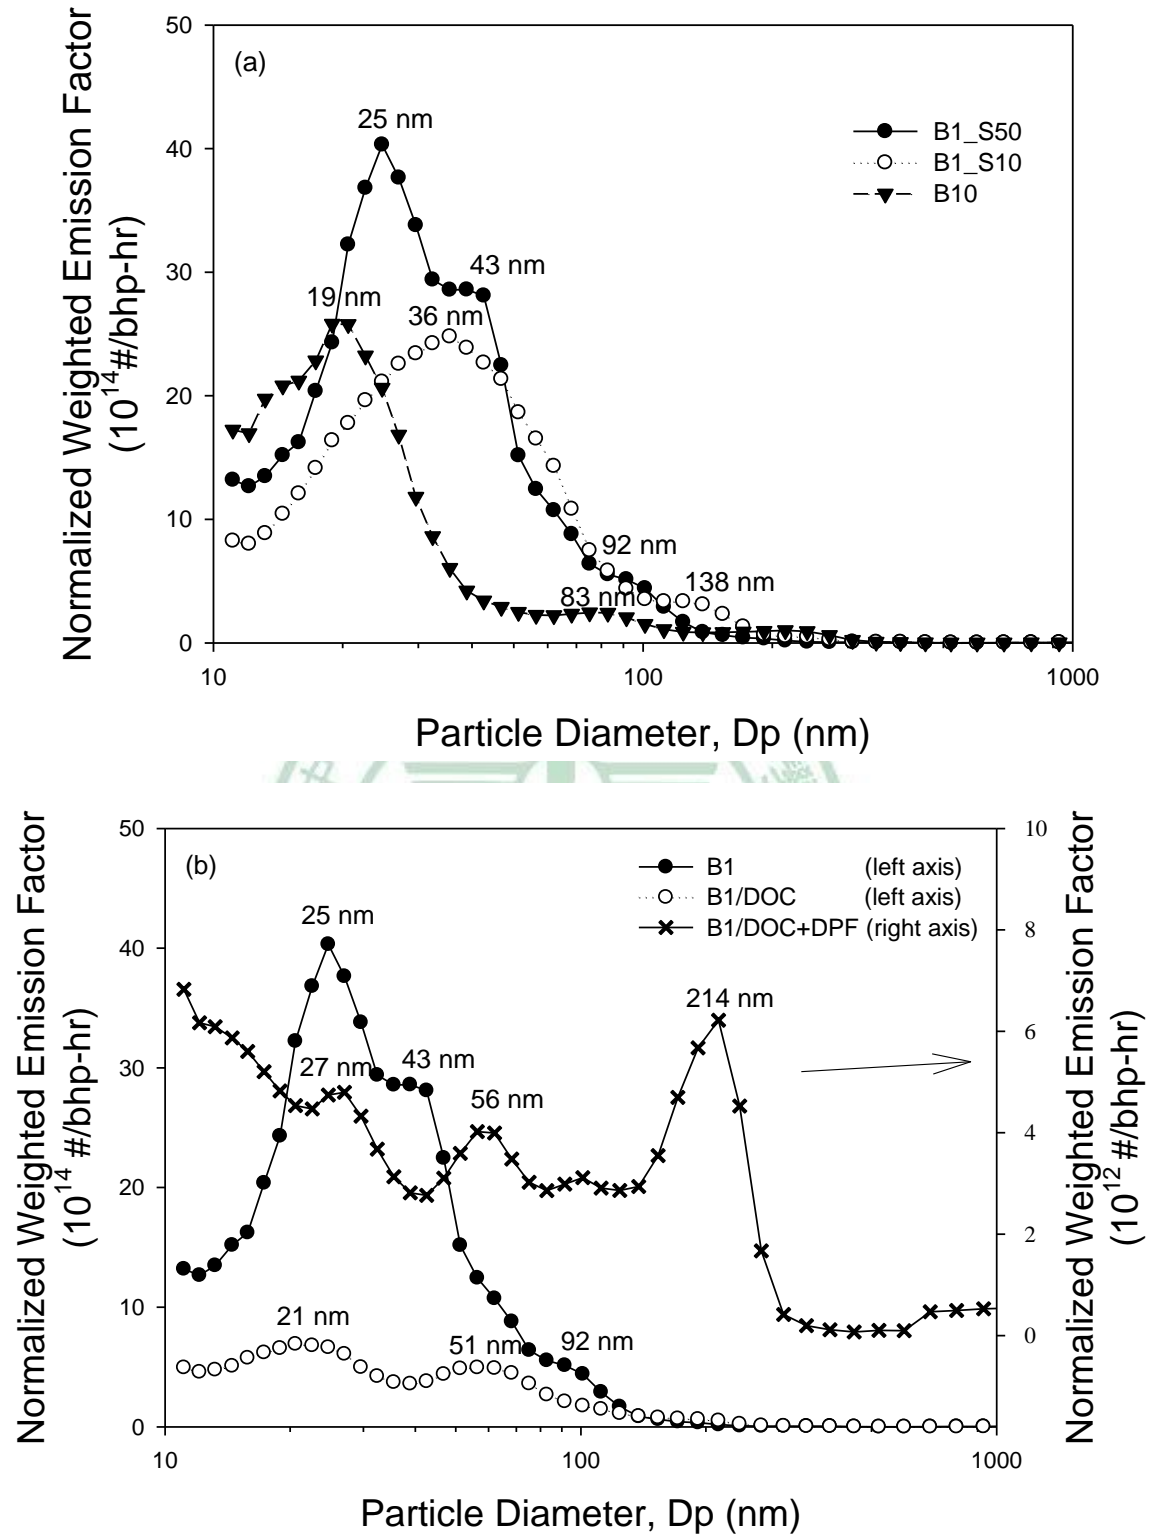 Normalized Weighted Emission Factor
(10^14 #/bhp-hr)
50
40
30
20
10
0
(a)
25 nm
43 nm
19 nm
36 nm
92 nm
138 nm
83 nm
B1_S50
B1_S10
B10
10
100
1000
Particle Diameter, Dp (nm)
Normalized Weighted Emission Factor
(10^14 #/bhp-hr)
50
40
30
20
10
0
(b)
B1 (left axis)
B1/DOC (left axis)
B1/DOC+DPF (right axis)
25 nm
214 nm
27 nm
43 nm
56 nm
21 nm
51 nm
92 nm
10
8
6
4
2
0
Normalized Weighted Emission Factor
(10^12 #/bhp-hr)
10
100
1000
Particle Diameter, Dp (nm)